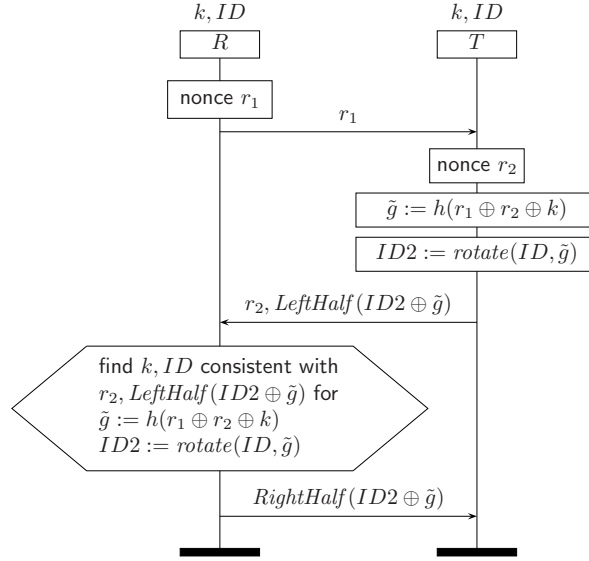 k, ID k, ID
R T
nonce r₁
r₁
nonce r₂
g̃ := h(r₁ ⊕ r₂ ⊕ k)
ID2 := rotate(ID, g̃)
r₂, LeftHalf(ID2 ⊕ g̃)
find k, ID consistent with
r₂, LeftHalf(ID2 ⊕ g̃) for
g̃ := h(r₁ ⊕ r₂ ⊕ k)
ID2 := rotate(ID, g̃)
RightHalf(ID2 ⊕ g̃)